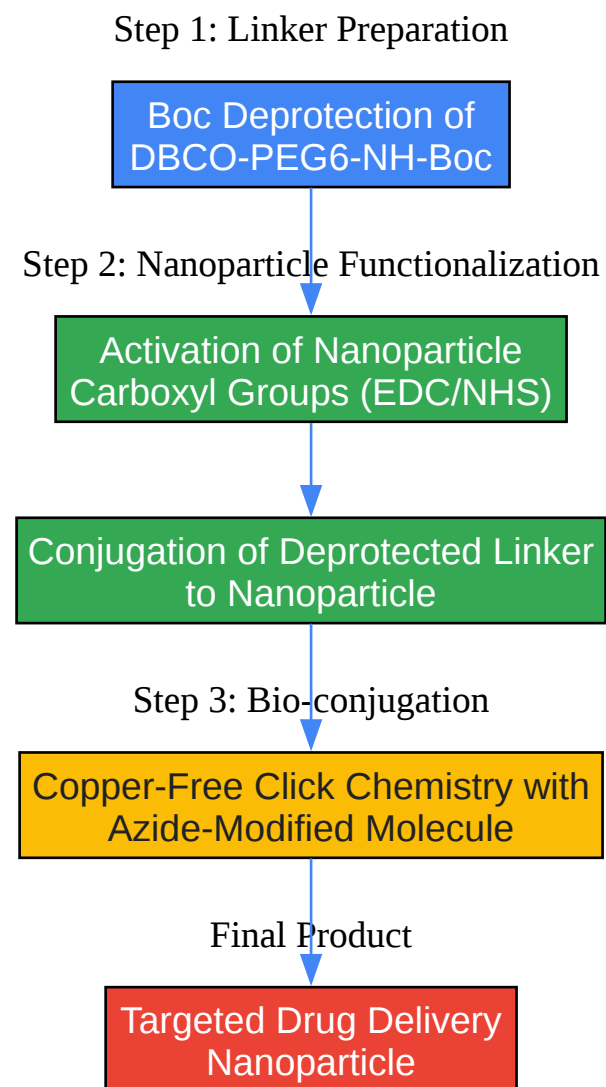 Step 1: Linker Preparation
Boc Deprotection of
DBCO-PEG6-NH-Boc
Step 2: Nanoparticle Functionalization
Activation of Nanoparticle
Carboxyl Groups (EDC/NHS)
Conjugation of Deprotected Linker
to Nanoparticle
Step 3: Bio-conjugation
Copper-Free Click Chemistry with
Azide-Modified Molecule
Final Product
Targeted Drug Delivery
Nanoparticle